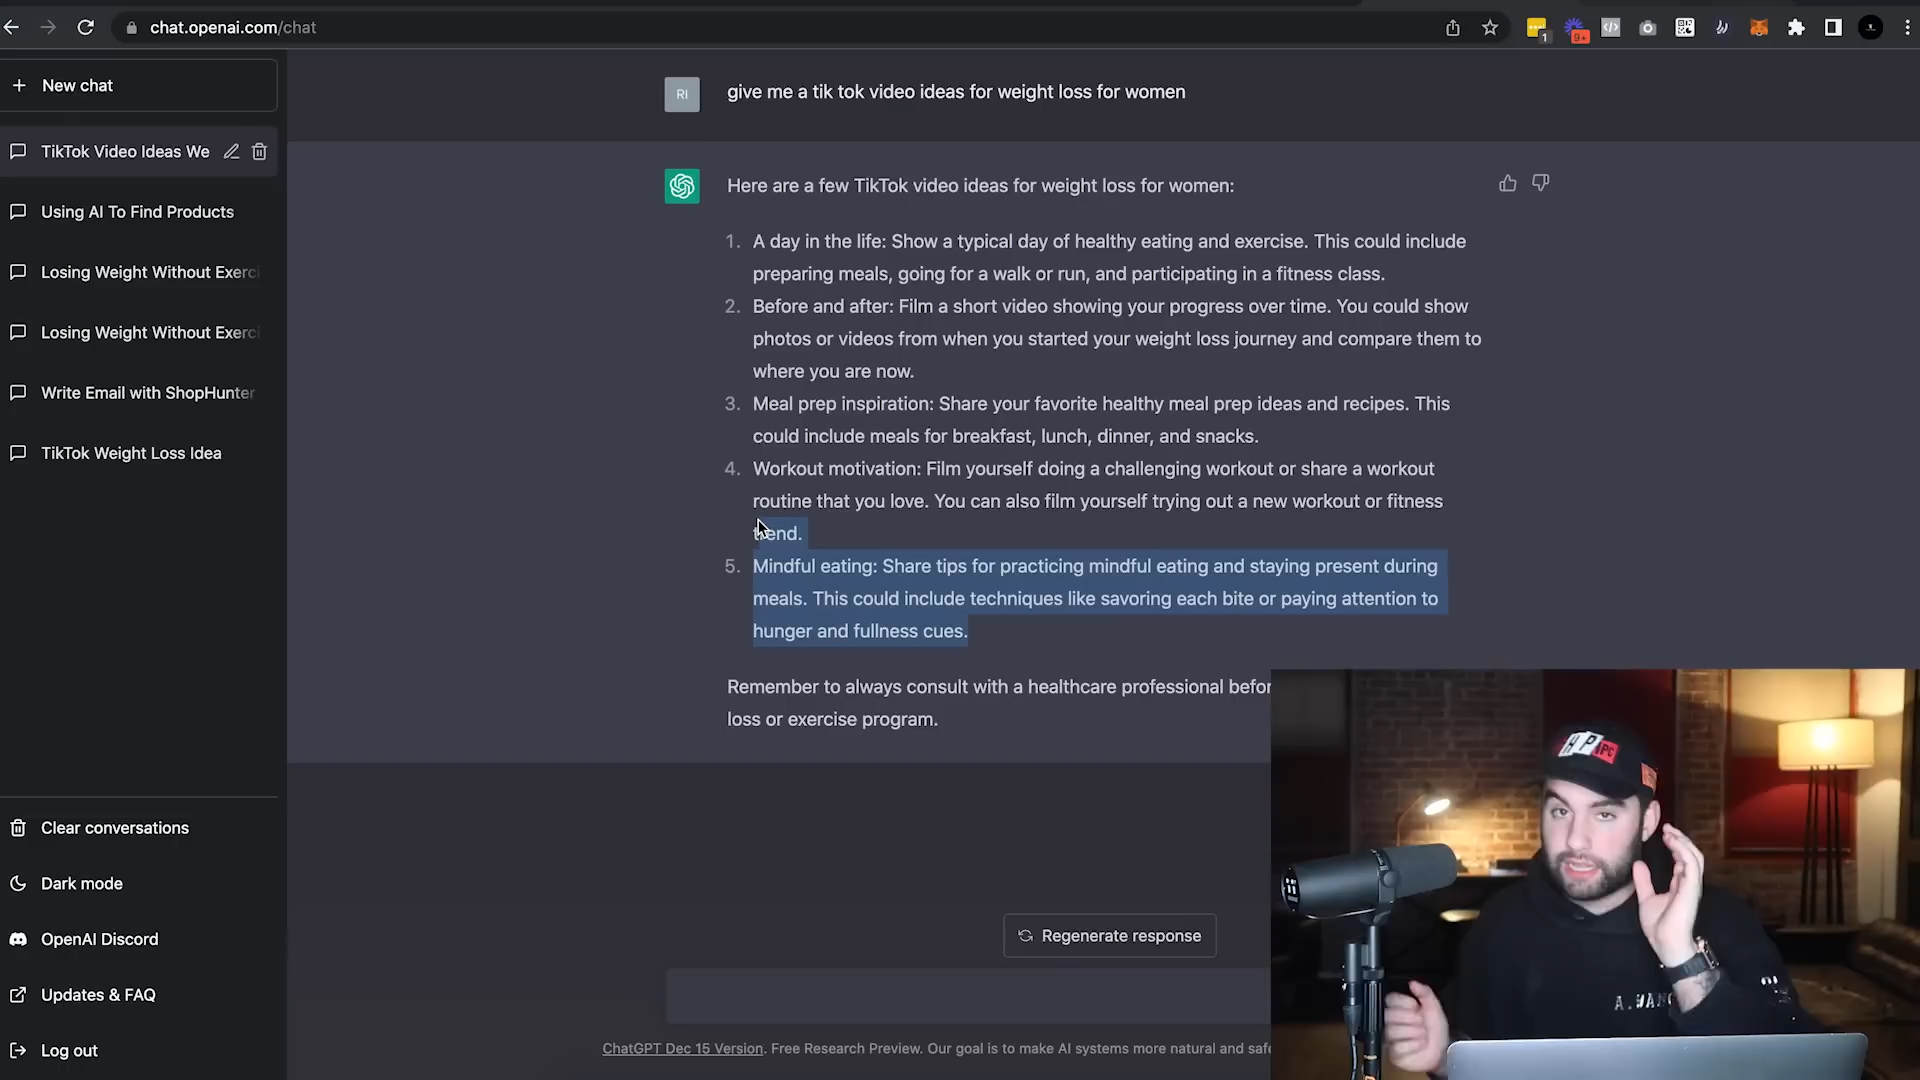 chat.openai.com/chat
1
9+
New chat
TikTok Video Ideas We
Using AI To Find Products
Losing Weight Without Exerci
Losing Weight Without Exerci
Write Email with ShopHunter
TikTok Weight Loss Idea
Clear conversations
Dark mode
OpenAI Discord
Updates & FAQ
Log out
RI
give me a tik tok video ideas for weight loss for women
Here are a few TikTok video ideas for weight loss for women:
1. A day in the life: Show a typical day of healthy eating and exercise. This could include
preparing meals, going for a walk or run, and participating in a fitness class.
2. Before and after: Film a short video showing your progress over time. You could show
photos or videos from when you started your weight loss journey and compare them to
where you are now.
3. Meal prep inspiration: Share your favorite healthy meal prep ideas and recipes. This
could include meals for breakfast, lunch, dinner, and snacks.
4. Workout motivation: Film yourself doing a challenging workout or share a workout
routine that you love. You can also film yourself trying out a new workout or fitness
trend.
5. Mindful eating: Share tips for practicing mindful eating and staying present during
meals. This could include techniques like savoring each bite or paying attention to
hunger and fullness cues.
Remember to always consult with a healthcare professional befor
loss or exercise program.
Regenerate response
ChatGPT Dec 15 Version. Free Research Preview. Our goal is to make AI systems more natural and safe
HPPC
A.WANG